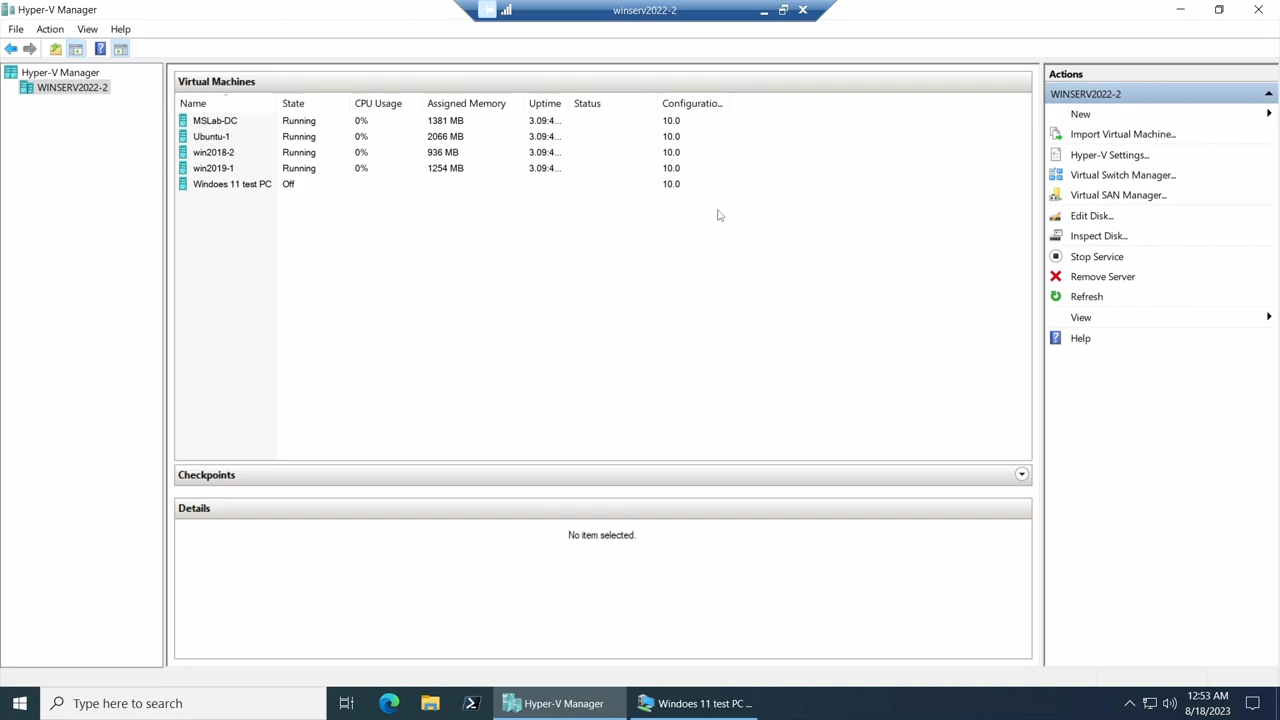 Hyper-V Manager
winserv2022-2
File Action View Help
Hyper-V Manager
WINSERV2022-2
Virtual Machines
Name State CPU Usage Assigned Memory Uptime Status Configuratio...
MSLab-DC Running 0% 1381 MB 3.09:4... 10.0
Ubuntu-1 Running 0% 2066 MB 3.09:4... 10.0
win2018-2 Running 0% 936 MB 3.09:4... 10.0
win2019-1 Running 0% 1254 MB 3.09:4... 10.0
Windoes 11 test PC Off 10.0
Checkpoints
Details
No item selected.
Actions
WINSERV2022-2
New
Import Virtual Machine...
Hyper-V Settings...
Virtual Switch Manager...
Virtual SAN Manager...
Edit Disk...
Inspect Disk...
Stop Service
Remove Server
Refresh
View
Help
Type here to search
Hyper-V Manager
Windoes 11 test PC ...
12:53 AM
8/18/2023